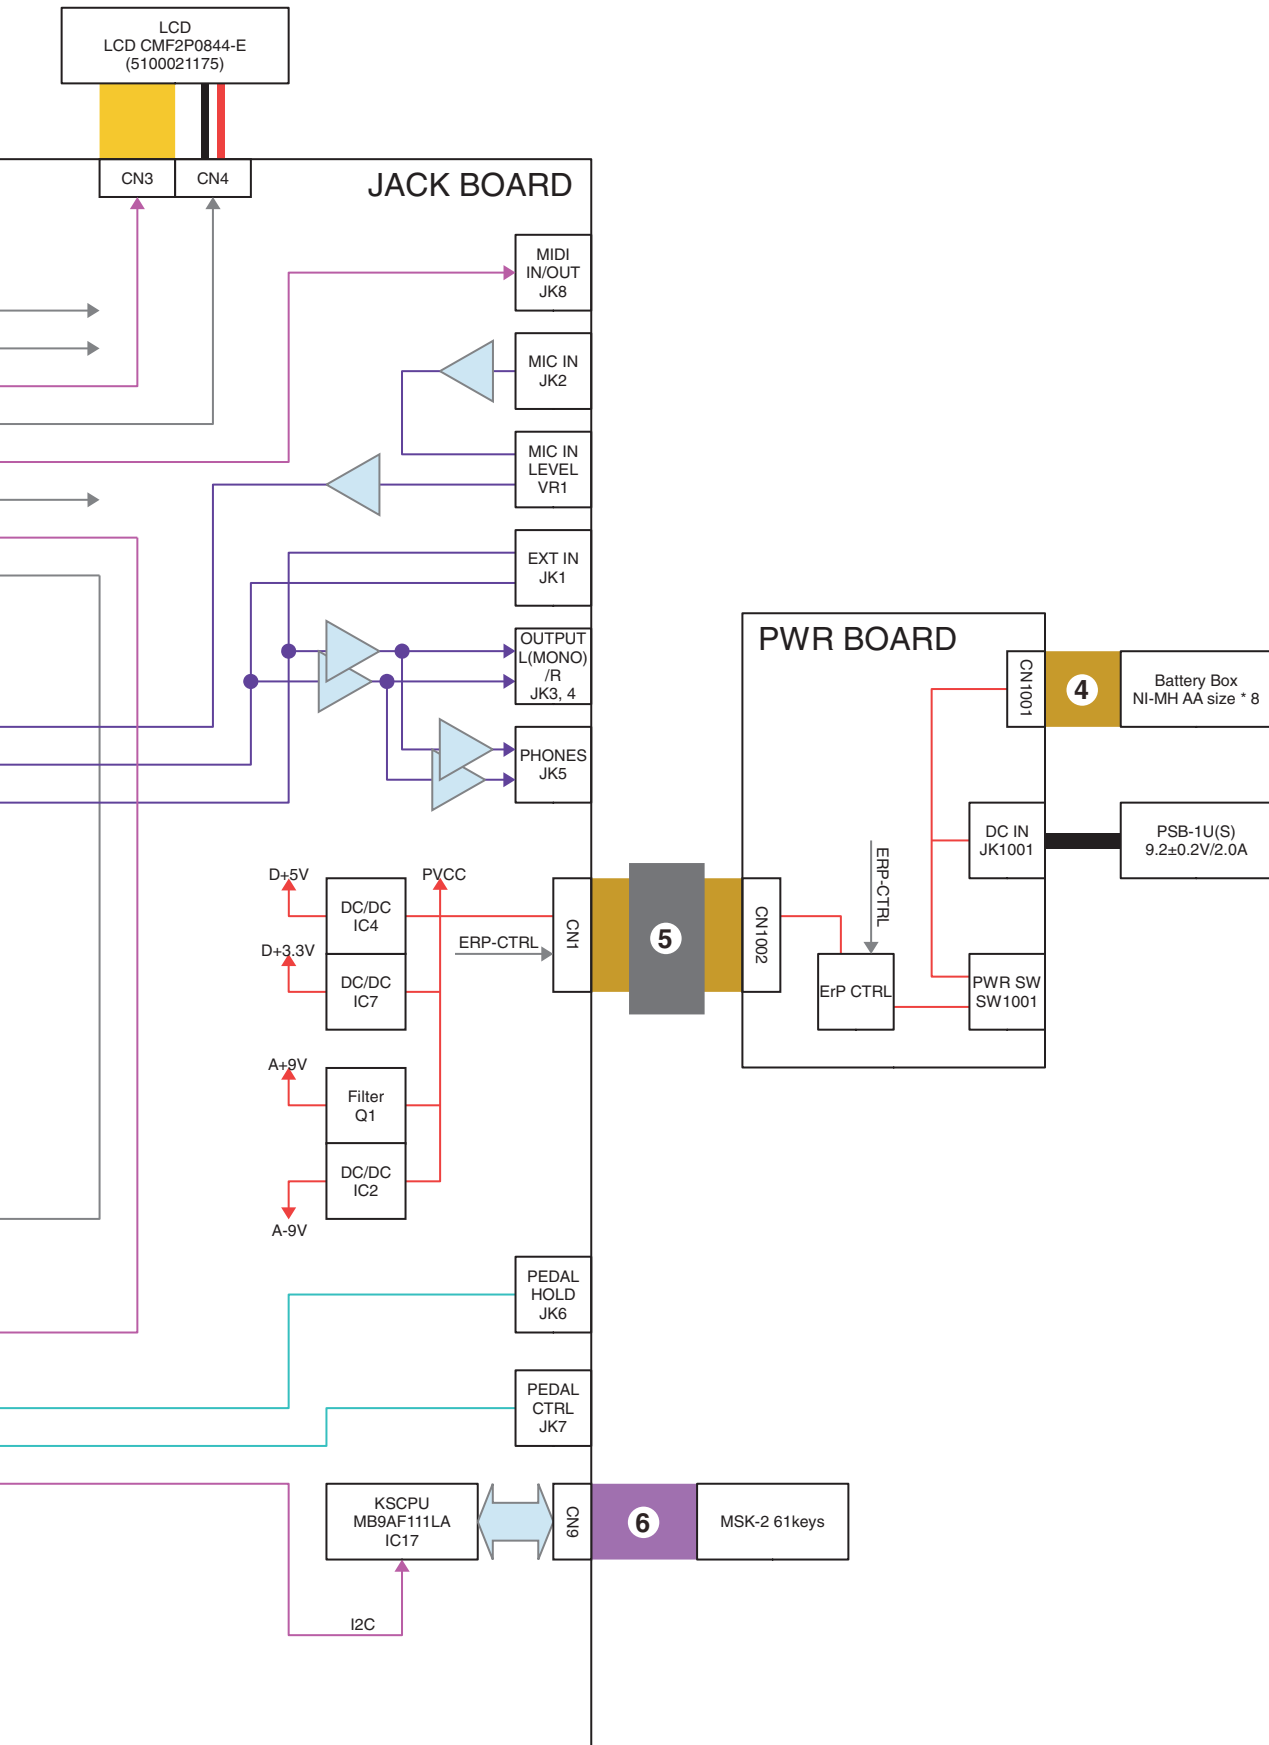 LCD
LCD CMF2P0844-E
(5100021175)
CN3
CN4
JACK BOARD
MIDI
IN/OUT
JK8
MIC IN
JK2
MIC IN
LEVEL
VR1
EXT IN
JK1
OUTPUT
L(MONO)
/R
JK3, 4
PHONES
JK5
PWR BOARD
CN1001
4
Battery Box
NI-MH AA size * 8
DC IN
JK1001
PSB-1U(S)
9.2±0.2V/2.0A
D+5V
DC/DC
IC4
PVCC
ERP-CTRL
CN1
5
CN1002
ERP-CTRL
ErP CTRL
PWR SW
SW1001
D+3.3V
DC/DC
IC7
A+9V
Filter
Q1
DC/DC
IC2
A-9V
PEDAL
HOLD
JK6
PEDAL
CTRL
JK7
KSCPU
MB9AF111LA
IC17
CN9
6
MSK-2 61keys
I2C